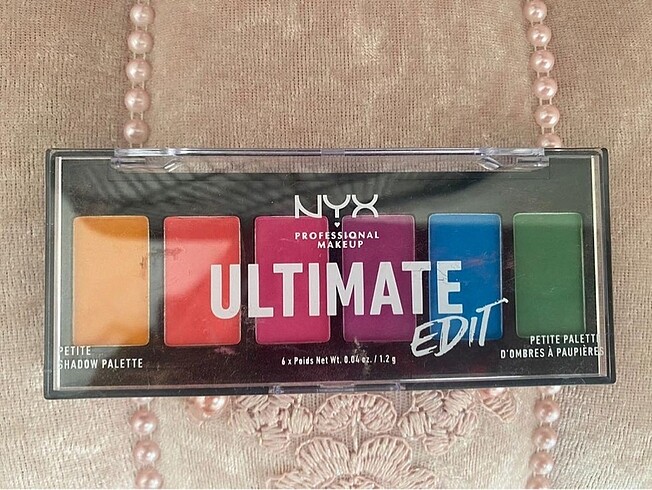 NYX
PROFESSIONAL
MAKEUP
ULTIMATE
EDIT
PETITE
SHADOW PALETTE
6 x Poids Net Wt. 0.04 oz. / 1.2 g
PETITE PALETTE
D'OMBRES À PAUPIÈRES